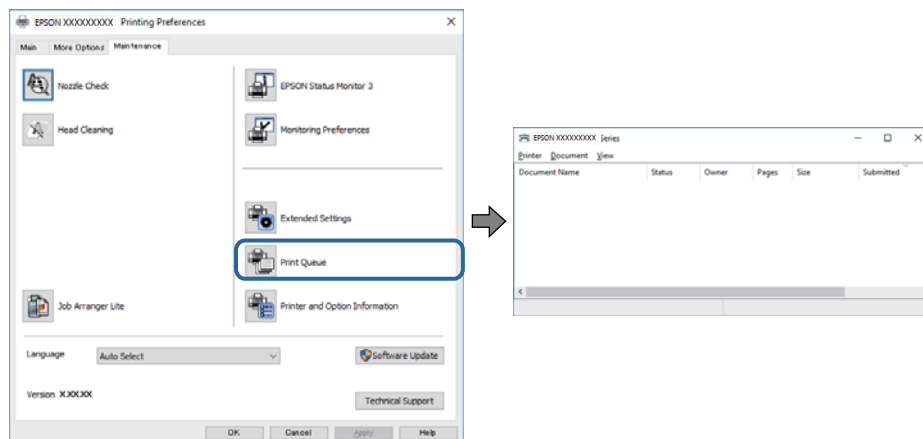 EPSON XXXXXXXXX Printing Preferences
Main More Options Maintenance
Nozzle Check
EPSON Status Monitor 3
Head Cleaning
Monitoring Preferences
Extended Settings
Print Queue
Job Arranger Lite
Printer and Option Information
Language Auto Select
Software Update
Version X.XX.XX
Technical Support
OK Cancel Apply Help
EPSON XXXXXXXXX Series
Printer Document View
Document Name Status Owner Pages Size Submitted